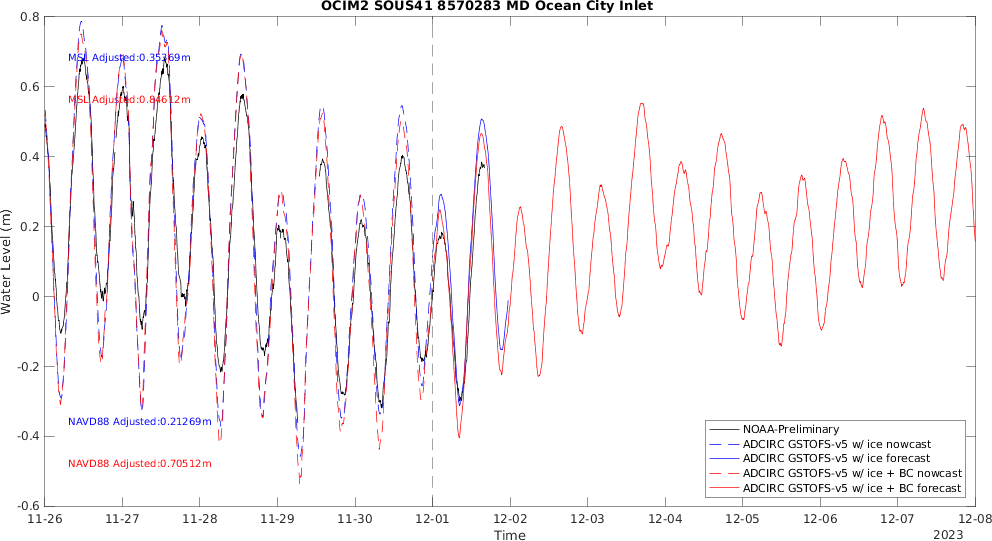 OCIM2 SOUS41 8570283 MD Ocean City Inlet
0.8
MSL Adjusted:0.35369m
0.6
MSL Adjusted:0.84612m
0.4
Water Level (m)
0.2
0
-0.2
NAVD88 Adjusted:0.21269m
-0.4
NAVD88 Adjusted:0.70512m
-0.6
NOAA-Preliminary
ADCIRC GSTOFS-v5 w/ ice nowcast
ADCIRC GSTOFS-v5 w/ ice forecast
ADCIRC GSTOFS-v5 w/ ice + BC nowcast
ADCIRC GSTOFS-v5 w/ ice + BC forecast
11-26 11-27 11-28 11-29 11-30 12-01 12-02 12-03 12-04 12-05 12-06 12-07 12-08
Time
2023